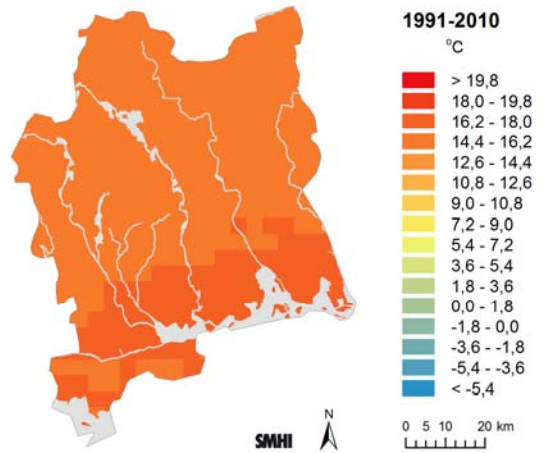 1991-2010
°C
> 19,8
18,0 - 19,8
16,2 - 18,0
14,4 - 16,2
12,6 - 14,4
10,8 - 12,6
9,0 - 10,8
7,2 - 9,0
5,4 - 7,2
3,6 - 5,4
1,8 - 3,6
0,0 - 1,8
-1,8 - 0,0
-3,6 - -1,8
-5,4 - -3,6
< -5,4
SMHI
N
0 5 10 20 km